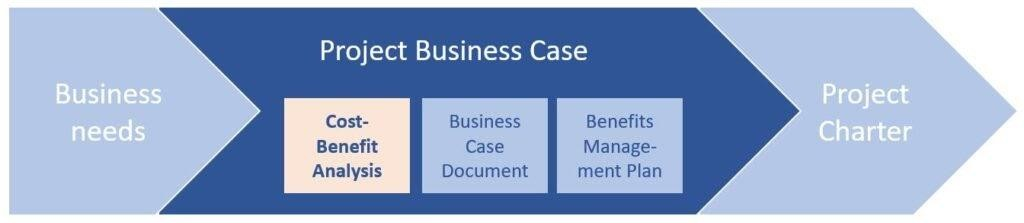 Business
needs
Project Business Case
Cost-
Benefit
Analysis
Business
Case
Document
Benefits
Manage-
ment Plan
Project
Charter